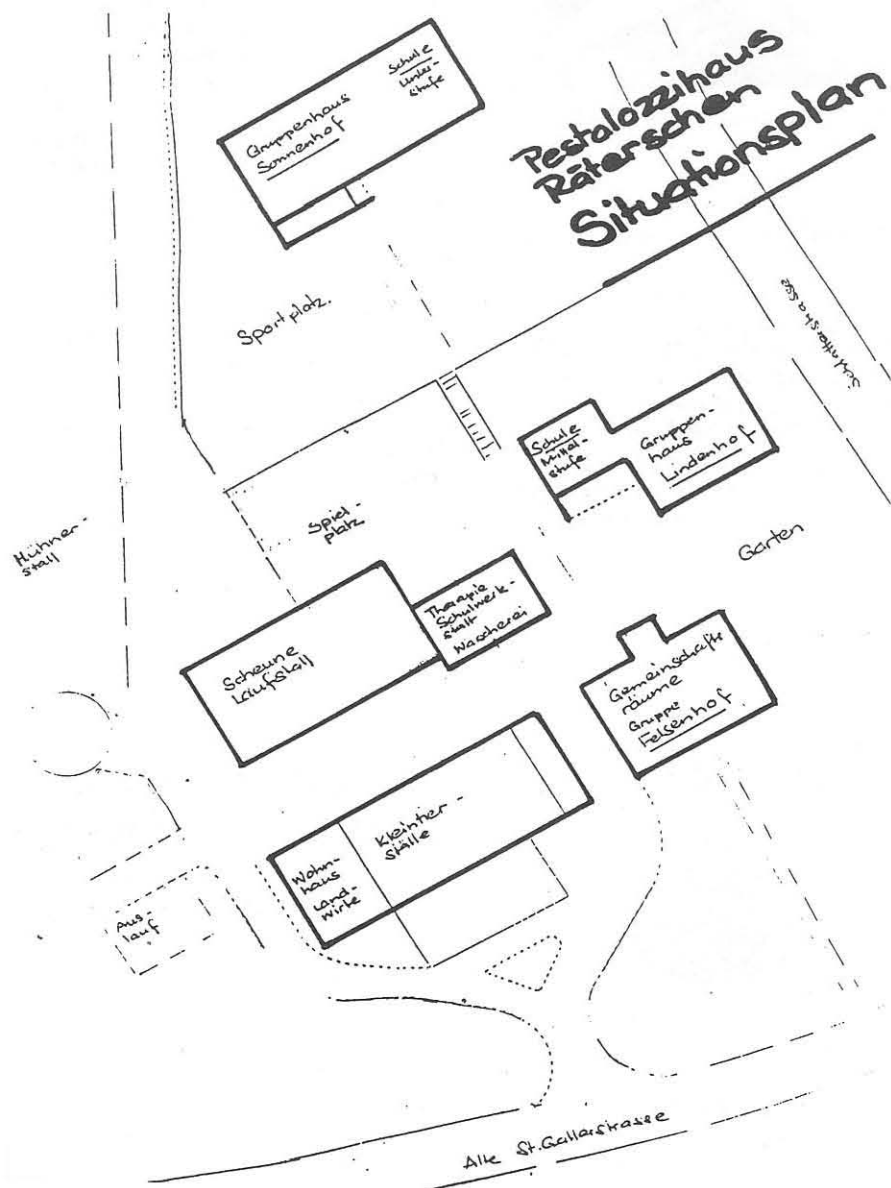 Pestalozzihaus
Räterschen
Situationsplan
Schule
Unter-
stufe
Gruppenhaus
Sonnenhof
Sportplatz.
Schlatterstrasse
Schule
Mittel-
stufe
Gruppen-
haus
Lindenhof
Spiel-
platz
Hühner-
stall
Garten
Therapie
Schulwerk-
statt
Wäscherei
Scheune
Laufstall
Gemeinschafts
räume
Gruppe
Felsenhof
Kleintier-
ställe
Wohn-
haus
Land-
wirte
Aus-
lauf
Alte St.Gallerstrasse